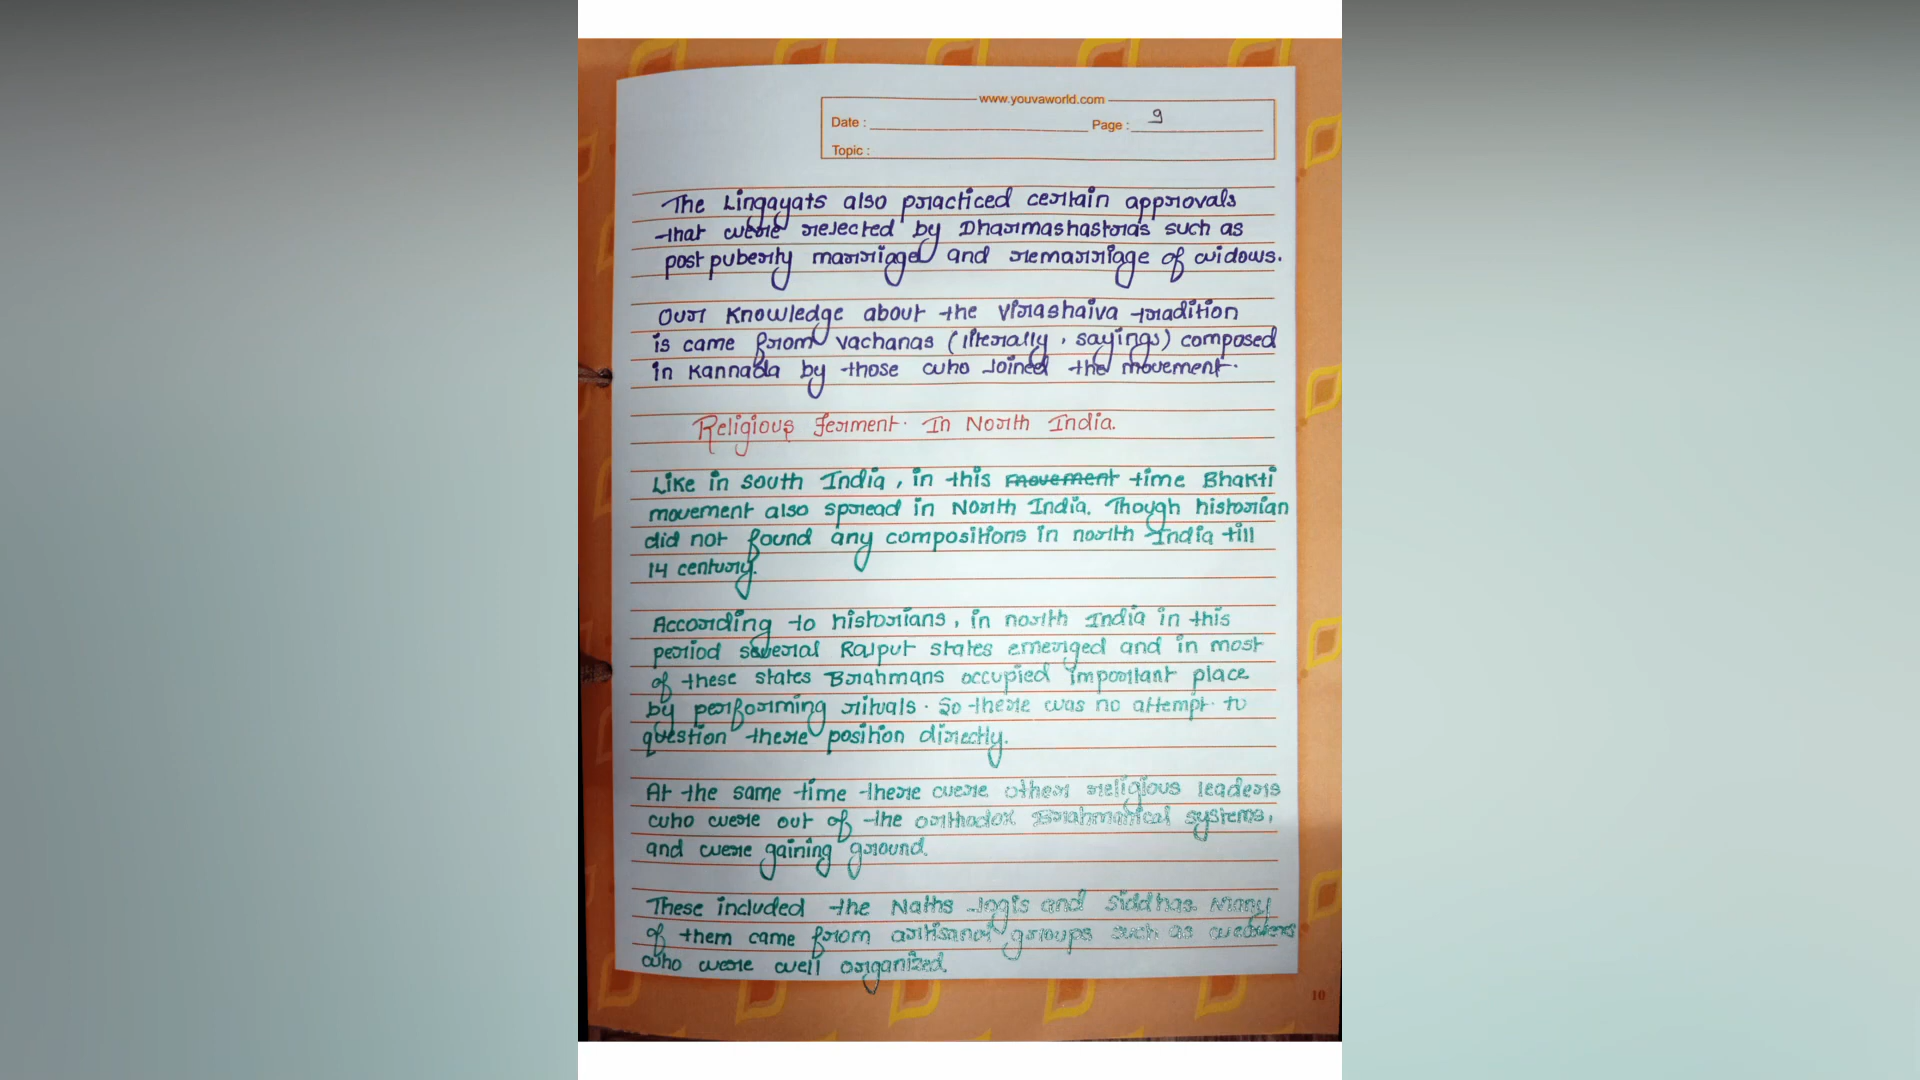 www.youvaworld.com
Date : Page : 9
Topic :
The Lingayats also practiced certain approvals
that were rejected by Dharmashastras such as
post puberty marriage and remarriage of widows.
Our Knowledge about the Virashaiva tradition
is came from vachanas (literally, sayings) composed
in Kannada by those who Joined the movement.
Religious ferment. In North India.
Like in south India, in this movement time Bhakti
movement also spread in North India. Though historian
did not found any compositions in north India till
14 century.
According to historians, in north India in this
period several Rajput states emerged and in most
of these states Brahmans occupied important place
by performing rituals. So there was no attempt to
question there position directly.
At the same time there were other religious leaders
who were out of the orthodox Brahmanical systems,
and were gaining ground.
These included the Naths Jogis and Siddhas. Many
of them came from artisanal groups such as weavers
who were well organized.
10